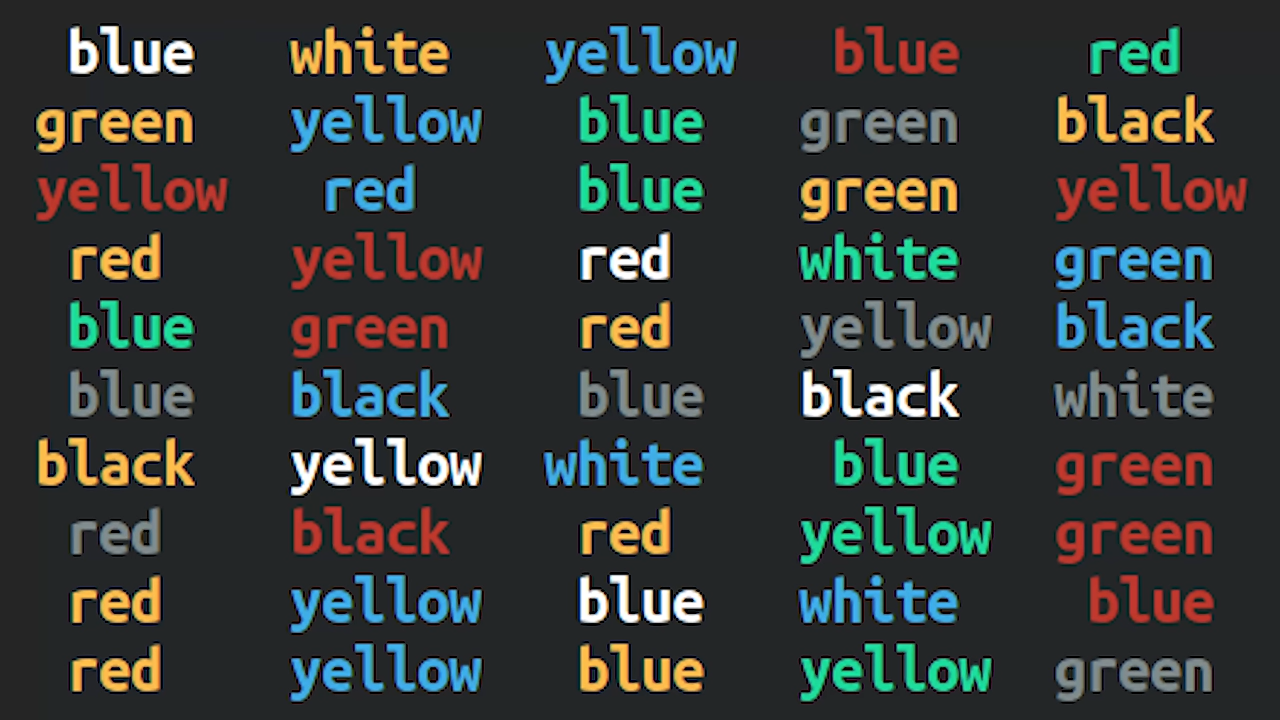 blue white yellow blue red
green yellow blue green black
yellow red blue green yellow
red yellow red white green
blue green red yellow black
blue black blue black white
black yellow white blue green
red black red yellow green
red yellow blue white blue
red yellow blue yellow green